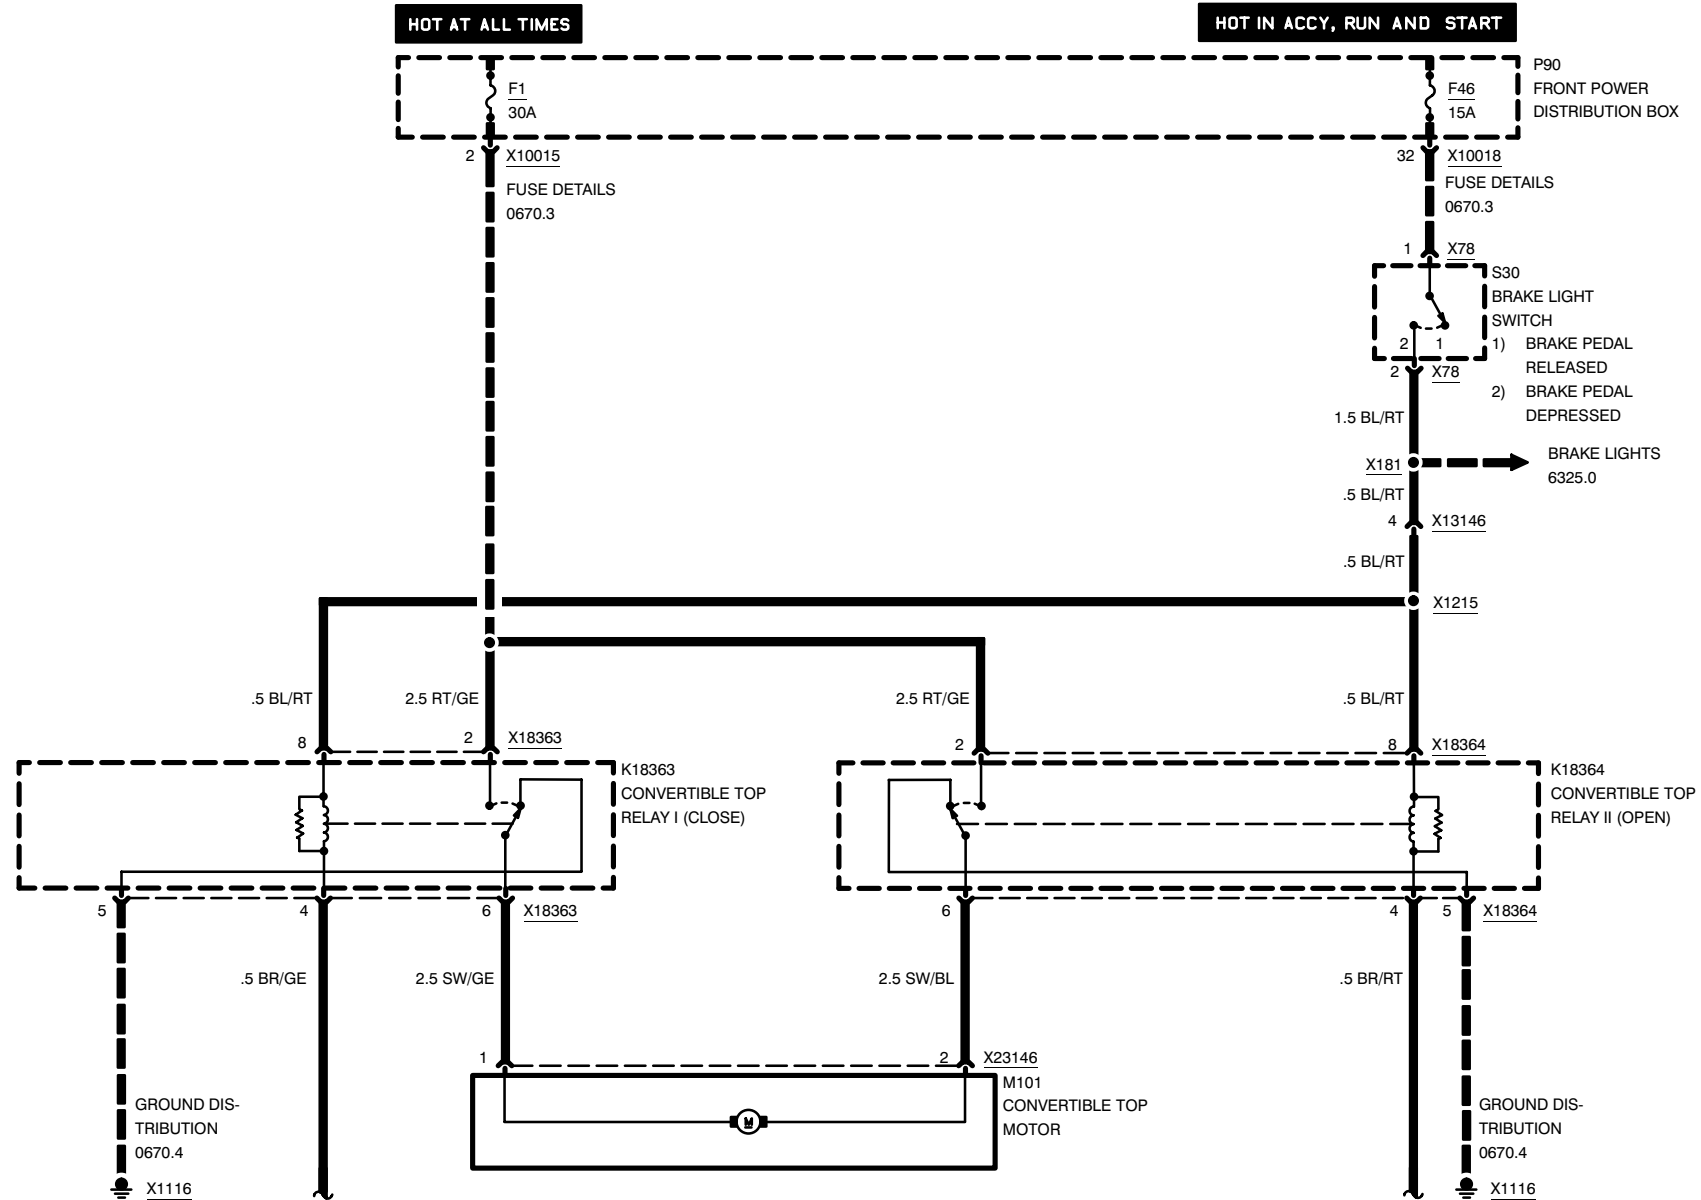 HOT AT ALL TIMES
HOT IN ACCY, RUN AND START
F1
30A
F46
15A
P90
FRONT POWER
DISTRIBUTION BOX
2 X10015
32 X10018
FUSE DETAILS
0670.3
FUSE DETAILS
0670.3
1 X78
S30
BRAKE LIGHT
SWITCH
2 1
1) BRAKE PEDAL
RELEASED
2) BRAKE PEDAL
DEPRESSED
2 X78
1.5 BL/RT
X181
BRAKE LIGHTS
6325.0
.5 BL/RT
4 X13146
.5 BL/RT
X1215
.5 BL/RT
2.5 RT/GE
2.5 RT/GE
.5 BL/RT
8
2 X18363
2
8 X18364
K18363
CONVERTIBLE TOP
RELAY I (CLOSE)
K18364
CONVERTIBLE TOP
RELAY II (OPEN)
5
4
6 X18363
6
4
5 X18364
.5 BR/GE
2.5 SW/GE
2.5 SW/BL
.5 BR/RT
1
2 X23146
M101
CONVERTIBLE TOP
MOTOR
M
GROUND DIS-
TRIBUTION
0670.4
X1116
GROUND DIS-
TRIBUTION
0670.4
X1116